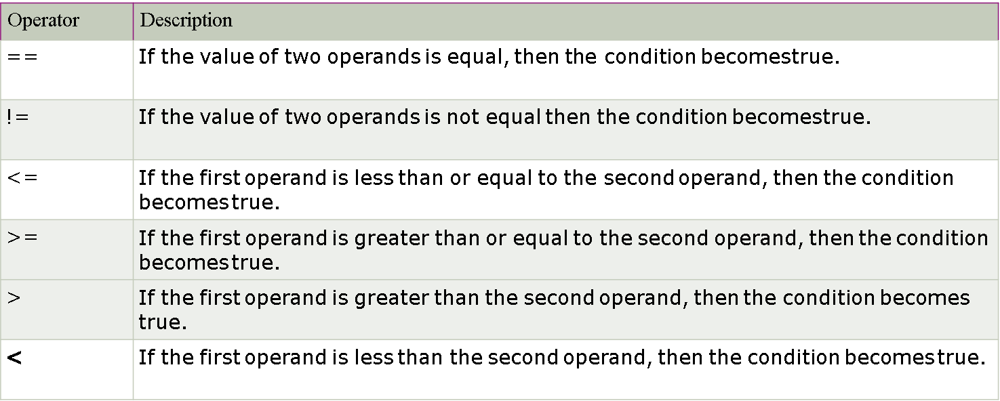 Operator Description
== If the value of two operands is equal, then the condition becomestrue.
!= If the value of two operands is not equal then the condition becomestrue.
<= If the first operand is less than or equal to the second operand, then the condition
becomestrue.
>= If the first operand is greater than or equal to the second operand, then the condition
becomestrue.
> If the first operand is greater than the second operand, then the condition becomes
true.
< If the first operand is less than the second operand, then the condition becomestrue.